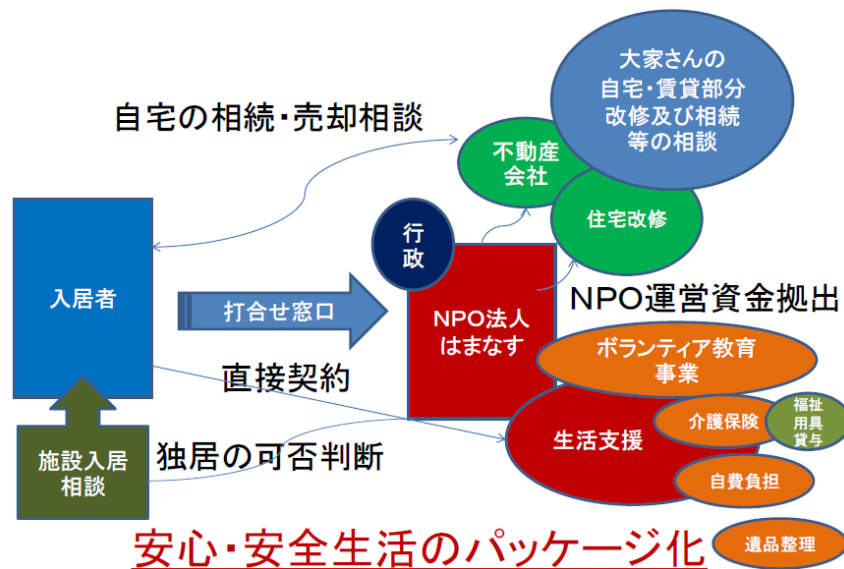 大家さんの
自宅・賃貸部分
改修及び相続
等の相談
自宅の相続・売却相談
不動産
会社
住宅改修
行
政
入居者
打合せ窓口
NPO法人
はまなす
NPO運営資金拠出
ボランティア教育
事業
直接契約
介護保険
福祉
用具
貸与
生活支援
施設入居
相談
独居の可否判断
自費負担
安心・安全生活のパッケージ化
遺品整理